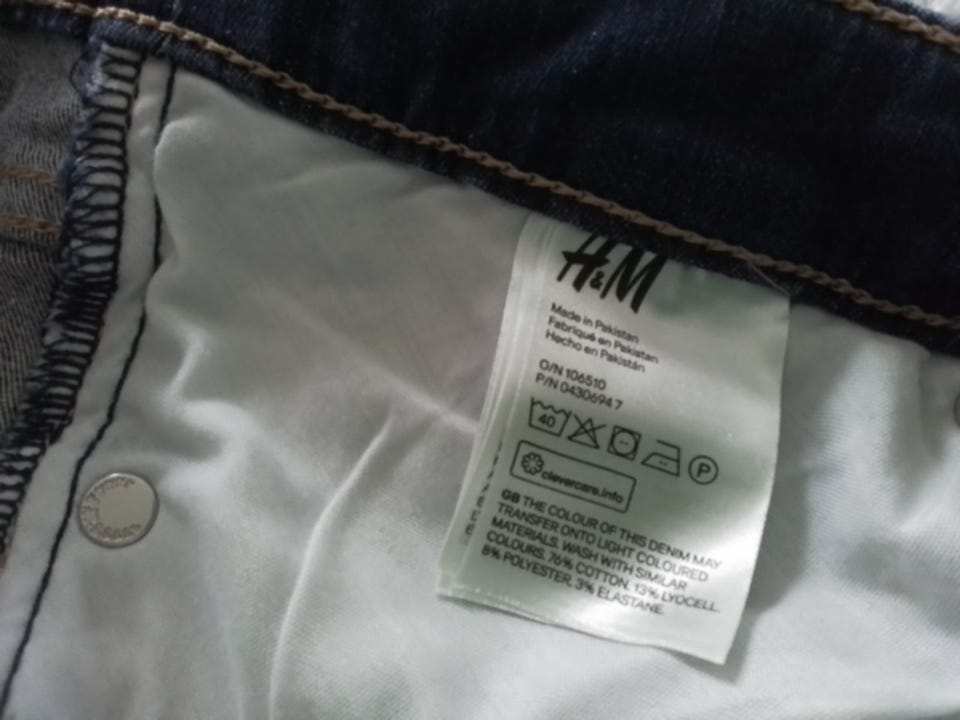 H&M
Made in Pakistan
Fabriqué en Pakistan
Hecho en Pakistán
O/N 106510
P/N 043069 4 7
40
P
clevercare.info
GB THE COLOUR OF THIS DENIM MAY
TRANSFER ONTO LIGHT COLOURED
MATERIALS. WASH WITH SIMILAR
COLOURS. 76% COTTON. 13% LYOCELL.
8% POLYESTER. 3% ELASTANE.